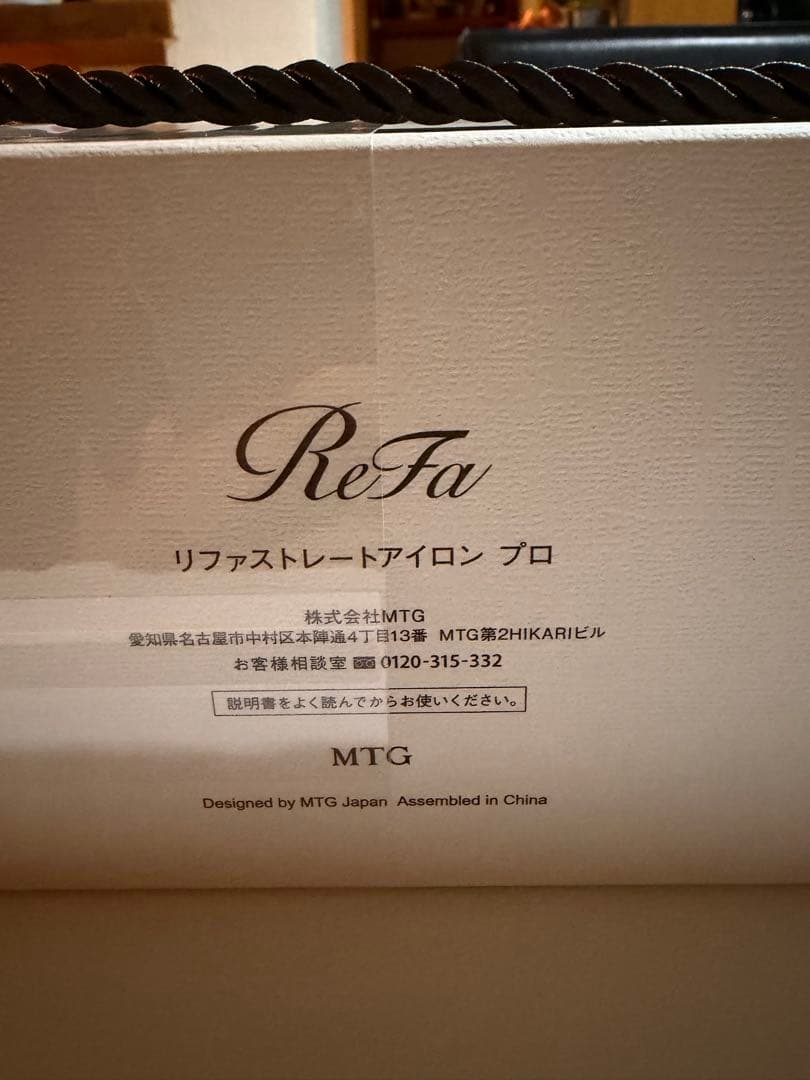 ReFa
リファストレートアイロン プロ
株式会社MTG
愛知県名古屋市中村区本陣通4丁目13番 MTG第2HIKARIビル
お客様相談室 0120-315-332
説明書をよく読んでからお使いください。
MTG
Designed by MTG Japan Assembled in China